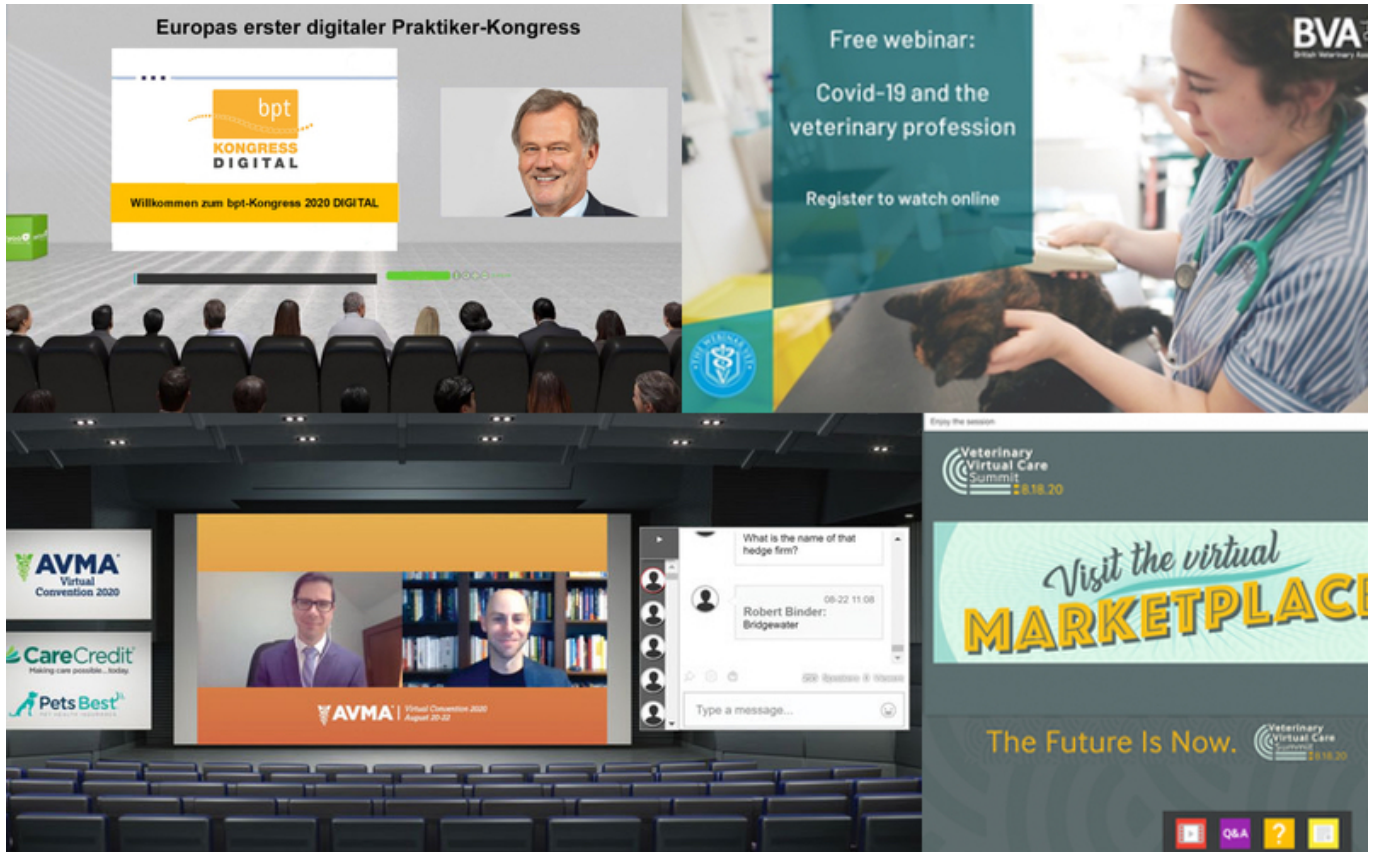 Europas erster digitaler Praktiker-Kongress
bpt
KONGRESS
DIGITAL
Willkommen zum bpt-Kongress 2020 DIGITAL
Free webinar:
Covid-19 and the
veterinary profession
Register to watch online
BVA
British Veterinary
THE WEBINAR VET
AVMA
Virtual
Convention 2020
CareCredit
Making care possible...today.
Pets Best
PET HEALTH INSURANCE
AVMA
Virtual Convention 2020
August 20-22
What is the name of that
hedge firm?
08-22 11:08
Robert Binder:
Bridgewater
Type a message...
Enjoy the session
Veterinary
Virtual Care
Summit
8.18.20
Visit the virtual
MARKETPLACE
The Future Is Now.
Veterinary
Virtual Care
Summit
8.18.20
Q&A
?